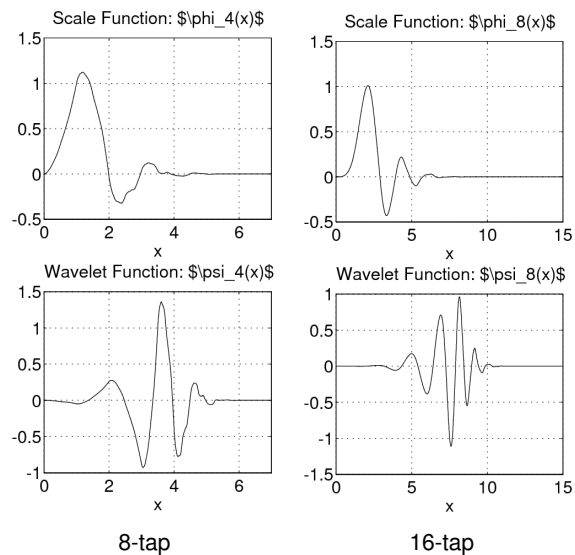 Scale Function: $\phi_4(x)$
1.5
1
0.5
0
-0.5
0 2 4 6
x
Scale Function: $\phi_8(x)$
1.5
1
0.5
0
-0.5
0 5 10 15
x
Wavelet Function: $\psi_4(x)$
1.5
1
0.5
0
-0.5
-1
0 2 4 6
x
Wavelet Function: $\psi_8(x)$
1
0.5
0
-0.5
-1
-1.5
0 5 10 15
x
8-tap
16-tap